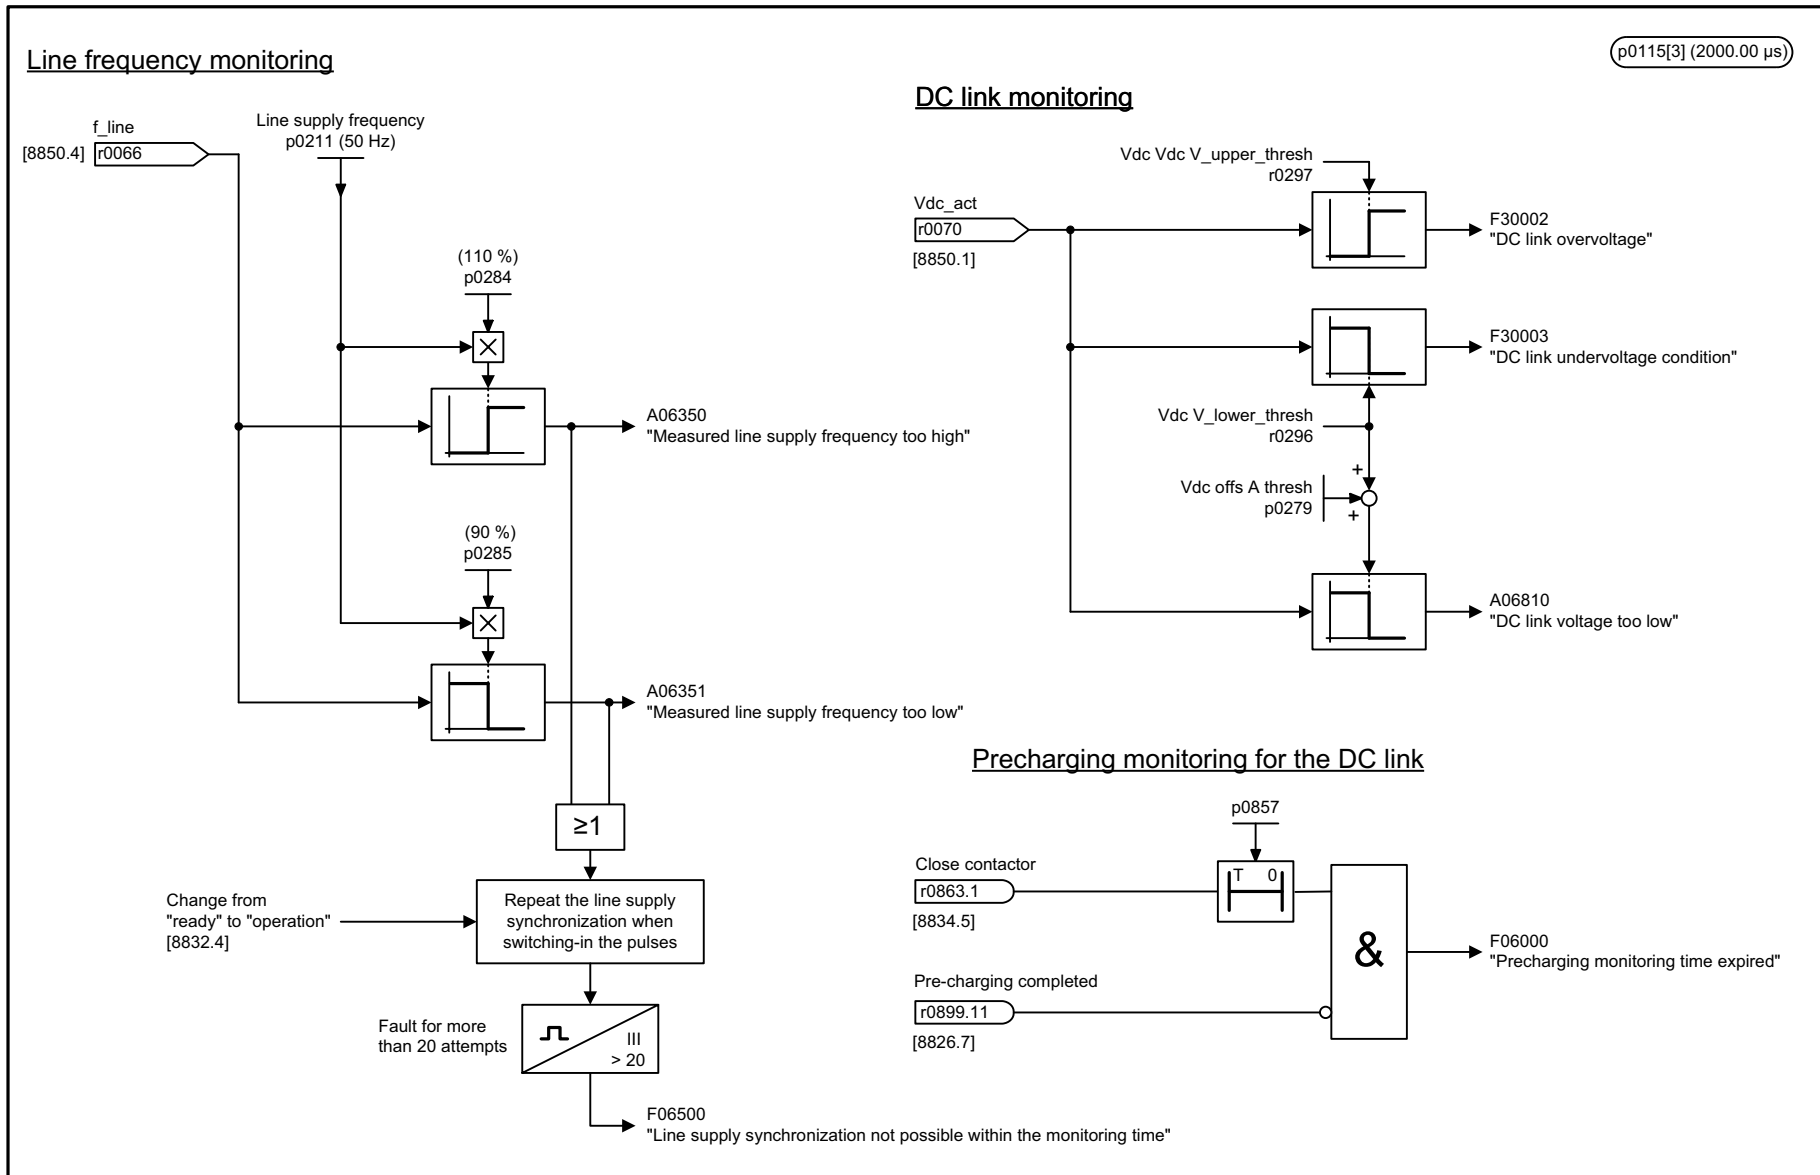 Line frequency monitoring
p0115[3] (2000.00 µs)
f_line
[8850.4]
r0066
Line supply frequency
p0211 (50 Hz)
(110 %)
p0284
A06350
"Measured line supply frequency too high"
(90 %)
p0285
A06351
"Measured line supply frequency too low"
≥1
Change from
"ready" to "operation"
[8832.4]
Repeat the line supply
synchronization when
switching-in the pulses
Fault for more
than 20 attempts
III
> 20
F06500
"Line supply synchronization not possible within the monitoring time"
DC link monitoring
Vdc Vdc V_upper_thresh
r0297
Vdc_act
r0070
[8850.1]
F30002
"DC link overvoltage"
F30003
"DC link undervoltage condition"
Vdc V_lower_thresh
r0296
+
Vdc offs A thresh
p0279
+
A06810
"DC link voltage too low"
Precharging monitoring for the DC link
p0857
Close contactor
r0863.1
[8834.5]
T 0
&
F06000
"Precharging monitoring time expired"
Pre-charging completed
r0899.11
[8826.7]